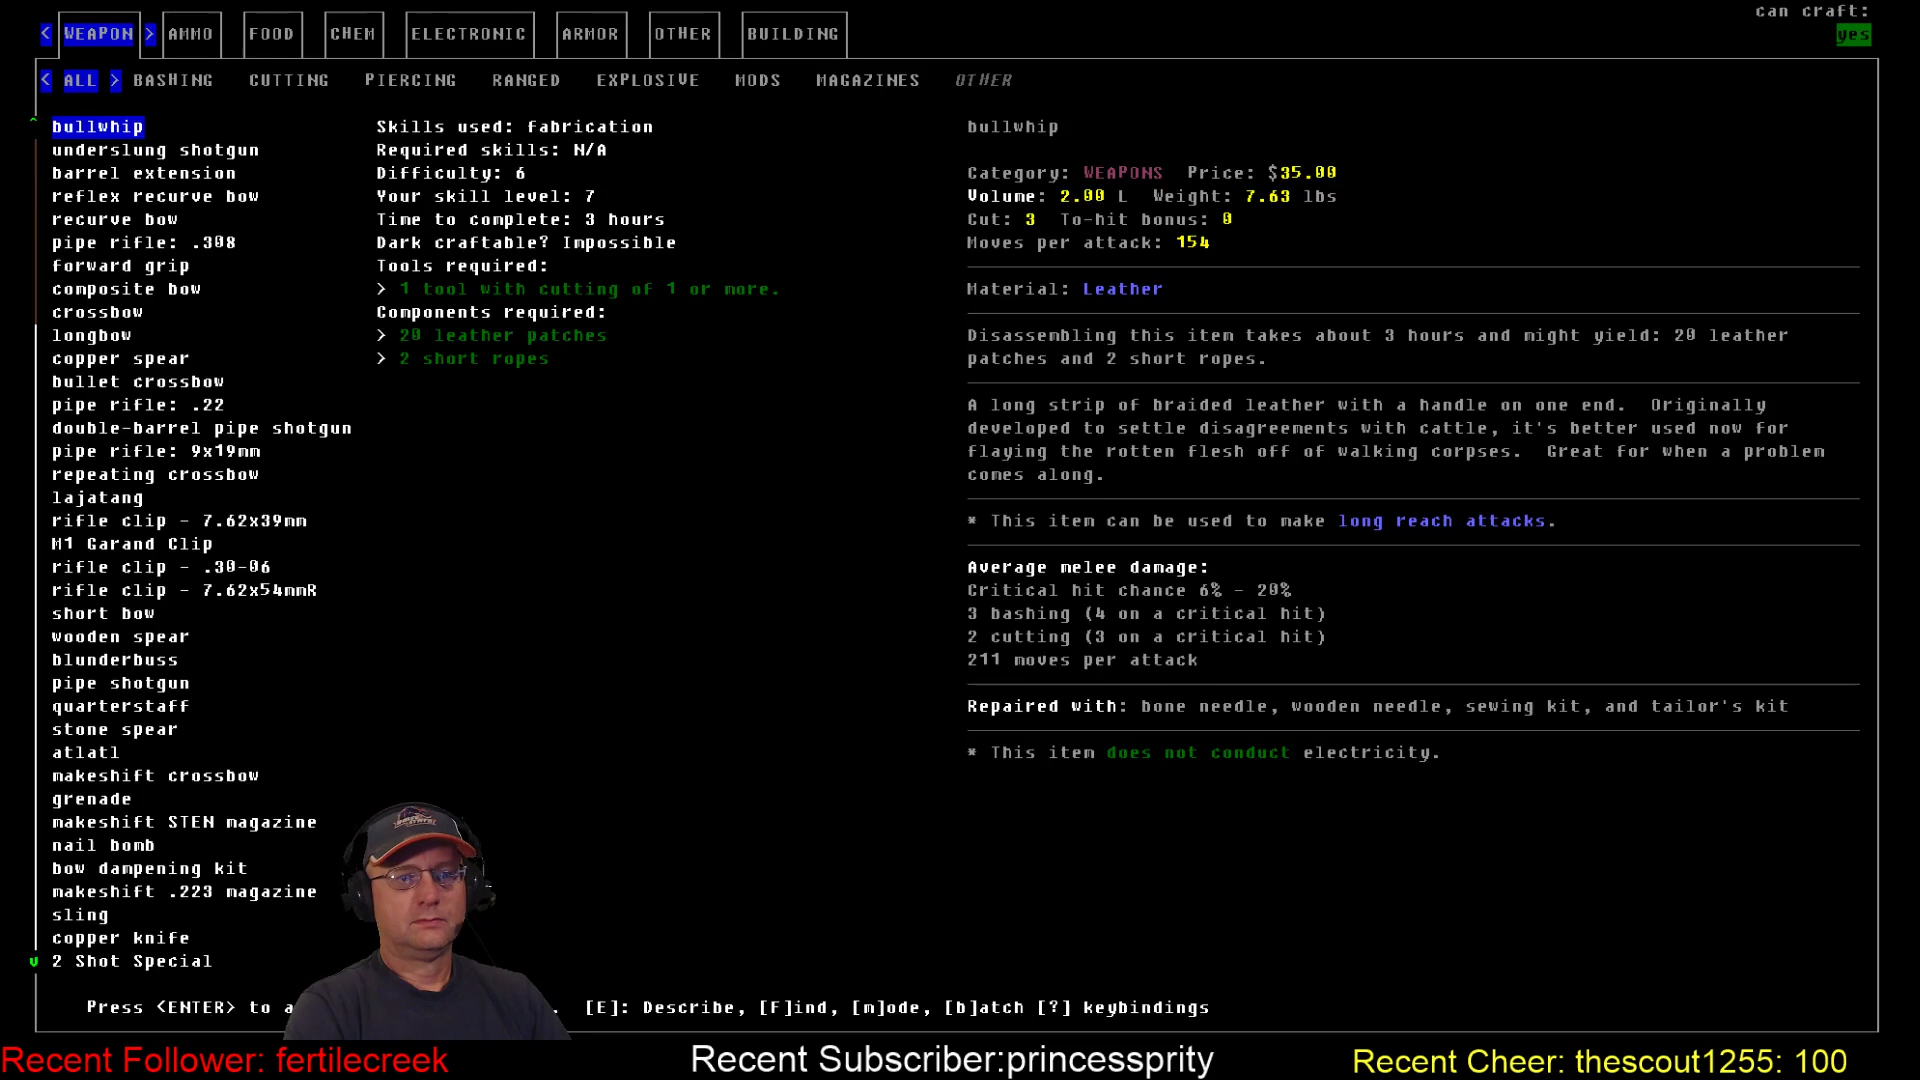 can craft:
< WEAPON > AMMO FOOD CHEM ELECTRONIC ARMOR OTHER BUILDING yes
< ALL > BASHING CUTTING PIERCING RANGED EXPLOSIVE MODS MAGAZINES OTHER
bullwhip
underslung shotgun
barrel extension
reflex recurve bow
recurve bow
pipe rifle: .308
forward grip
composite bow
crossbow
longbow
copper spear
bullet crossbow
pipe rifle: .22
double-barrel pipe shotgun
pipe rifle: 9x19mm
repeating crossbow
lajatang
rifle clip - 7.62x39mm
M1 Garand Clip
rifle clip - .30-06
rifle clip - 7.62x54mmR
short bow
wooden spear
blunderbuss
pipe shotgun
quarterstaff
stone spear
atlatl
makeshift crossbow
grenade
makeshift STEN magazine
nail bomb
bow dampening kit
makeshift .223 magazine
sling
copper knife
v 2 Shot Special
Skills used: fabrication
Required skills: N/A
Difficulty: 6
Your skill level: 7
Time to complete: 3 hours
Dark craftable? Impossible
Tools required:
> 1 tool with cutting of 1 or more.
Components required:
> 20 leather patches
> 2 short ropes
bullwhip
Category: WEAPONS Price: $35.00
Volume: 2.00 L Weight: 7.63 lbs
Cut: 3 To-hit bonus: 0
Moves per attack: 154
Material: Leather
Disassembling this item takes about 3 hours and might yield: 20 leather
patches and 2 short ropes.
A long strip of braided leather with a handle on one end. Originally
developed to settle disagreements with cattle, it's better used now for
flaying the rotten flesh off of walking corpses. Great for when a problem
comes along.
* This item can be used to make long reach attacks.
Average melee damage:
Critical hit chance 6% - 20%
3 bashing (4 on a critical hit)
2 cutting (3 on a critical hit)
211 moves per attack
Repaired with: bone needle, wooden needle, sewing kit, and tailor's kit
* This item does not conduct electricity.
Press <ENTER> to a . [E]: Describe, [F]ind, [m]ode, [b]atch [?] keybindings
Recent Follower: fertilecreek Recent Subscriber:princessprity Recent Cheer: thescout1255: 100